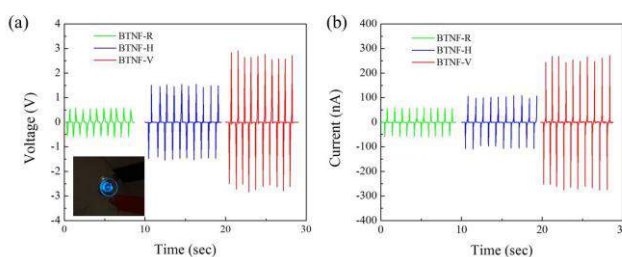 (a)
BTNF-R
BTNF-H
BTNF-V
Voltage (V)
4
3
2
1
0
-1
-2
-3
-4
0 10 20 30
Time (sec)
(b)
BTNF-R
BTNF-H
BTNF-V
Current (nA)
400
300
200
100
0
-100
-200
-300
-400
0 10 20 30
Time (sec)